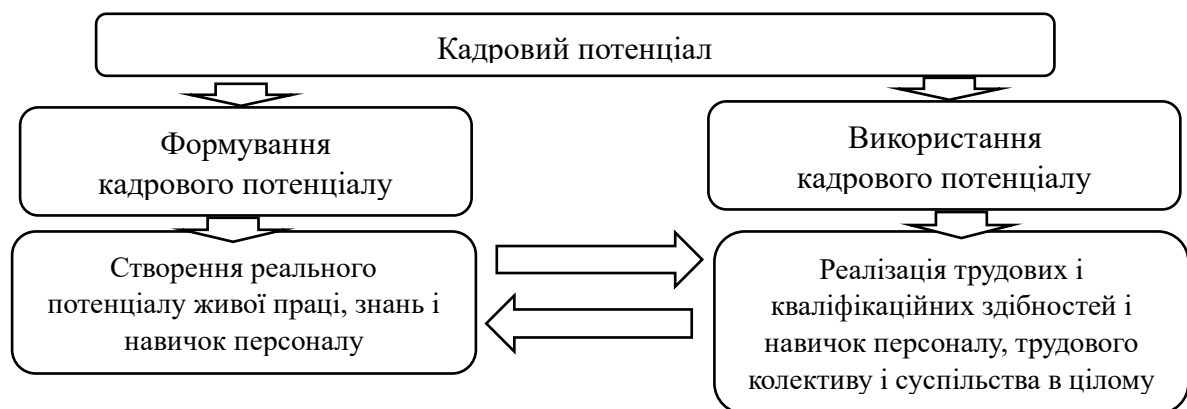 Кадровий потенціал
Формування
кадрового потенціалу
Використання
кадрового потенціалу
Створення реального
потенціалу живої праці, знань і
навичок персоналу
Реалізація трудових і
кваліфікаційних здібностей і
навичок персоналу, трудового
колективу і суспільства в цілому